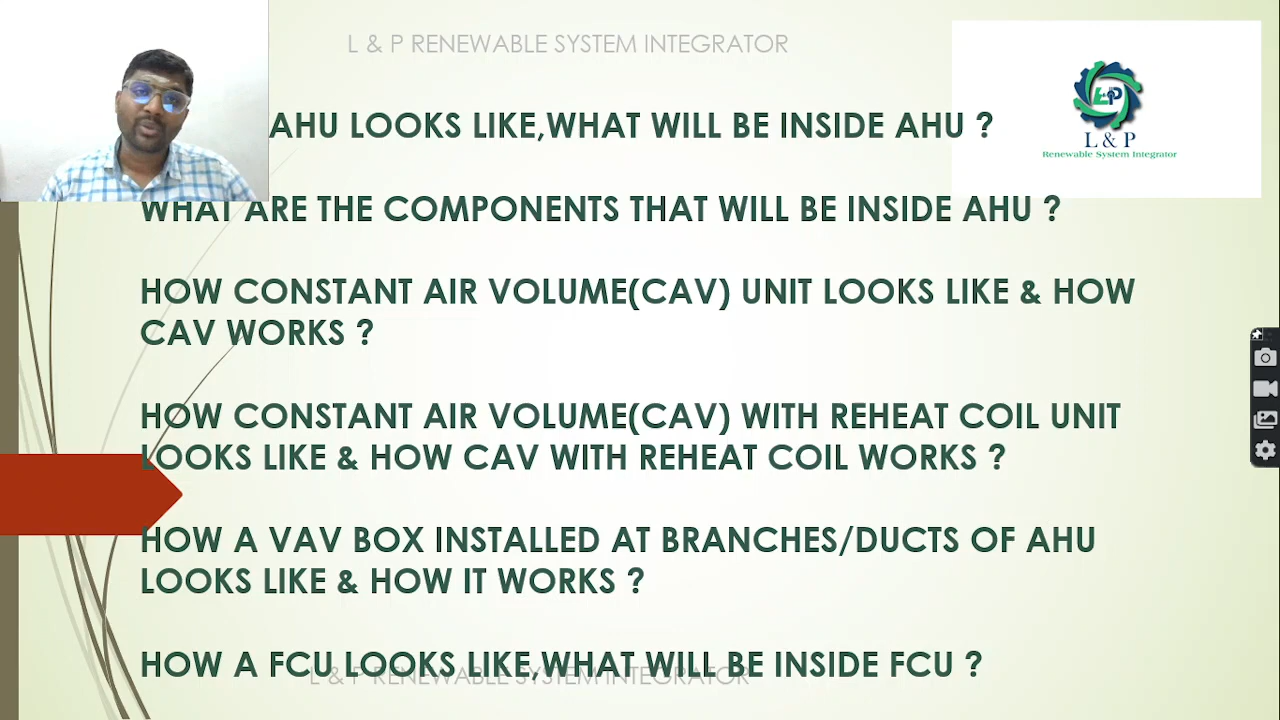 L & P RENEWABLE SYSTEM INTEGRATOR
L & P
Renewable System Integrator
AHU LOOKS LIKE,WHAT WILL BE INSIDE AHU ?
WHAT ARE THE COMPONENTS THAT WILL BE INSIDE AHU ?
HOW CONSTANT AIR VOLUME(CAV) UNIT LOOKS LIKE & HOW
CAV WORKS ?
HOW CONSTANT AIR VOLUME(CAV) WITH REHEAT COIL UNIT
LOOKS LIKE & HOW CAV WITH REHEAT COIL WORKS ?
HOW A VAV BOX INSTALLED AT BRANCHES/DUCTS OF AHU
LOOKS LIKE & HOW IT WORKS ?
HOW A FCU LOOKS LIKE,WHAT WILL BE INSIDE FCU ?
L & P RENEWABLE SYSTEM INTEGRATOR